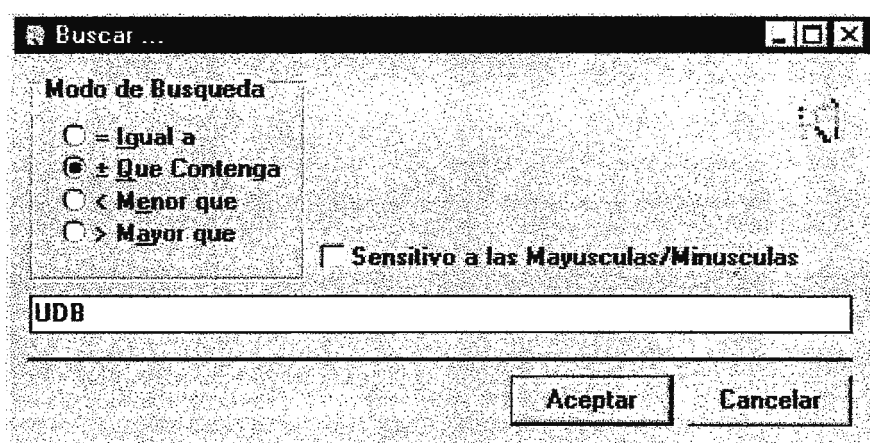 Buscar ...
Modo de Busqueda
= Igual a
± Que Contenga
< Menor que
> Mayor que
Sensitivo a las Mayusculas/Minusculas
UDB
Aceptar Cancelar